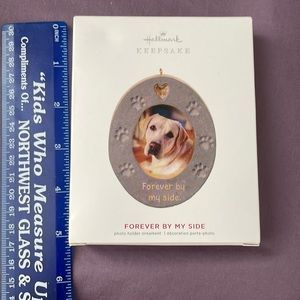 Hallmark
KEEPSAKE
Forever by
my side.
FOREVER BY MY SIDE
photo holder ornament
"Kids Who Measure U
Compliments Of...
NORTHWEST GLASS & S